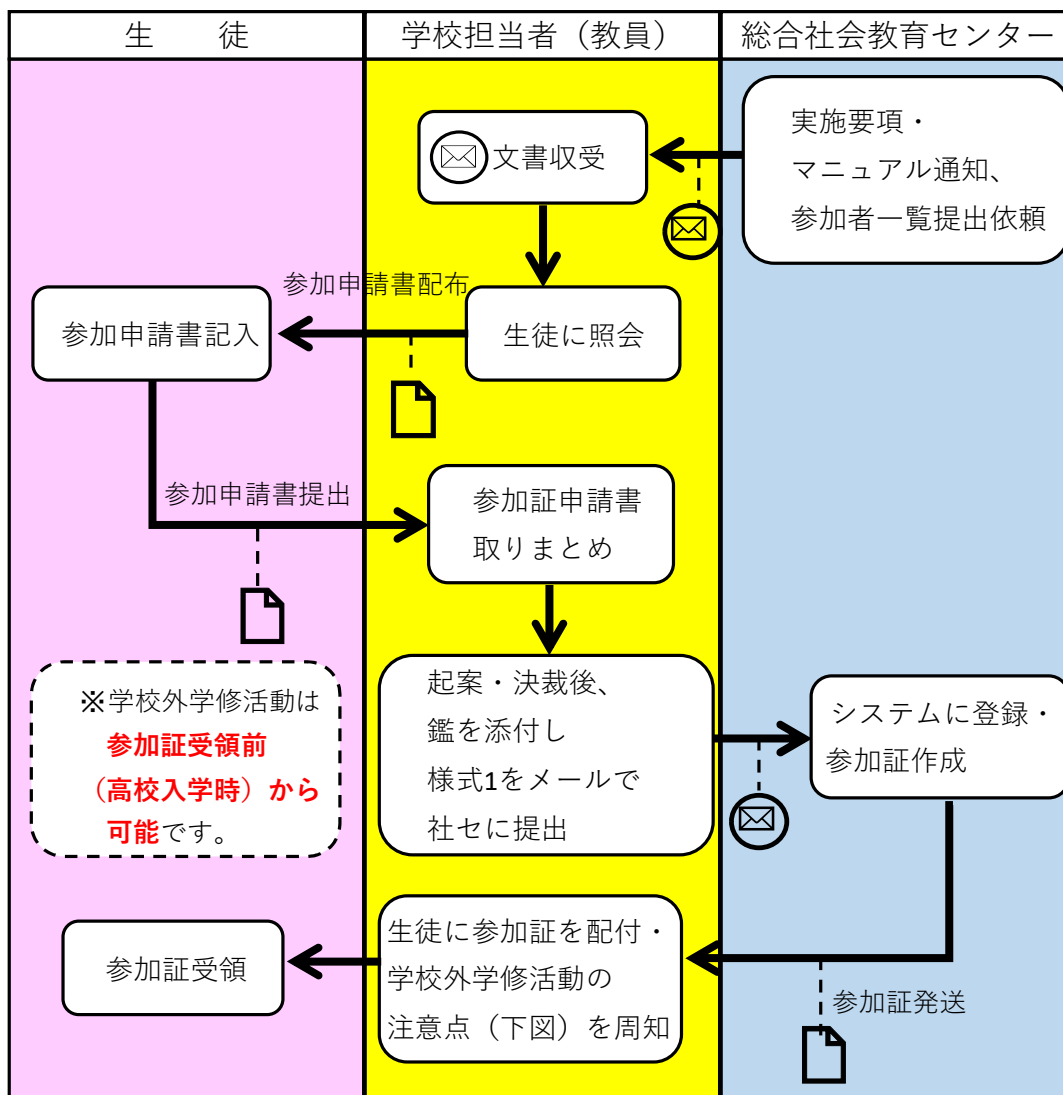 生　徒
学校担当者（教員）
総合社会教育センター
実施要項・
マニュアル通知、
参加者一覧提出依頼
文書収受
参加申請書配布
生徒に照会
参加申請書記入
参加申請書提出
参加証申請書
取りまとめ
起案・決裁後、
鑑を添付し
様式1をメールで
社セに提出
システムに登録・
参加証作成
※学校外学修活動は
参加証受領前
（高校入学時）から
可能です。
参加証発送
生徒に参加証を配付・
学校外学修活動の
注意点（下図）を周知
参加証受領